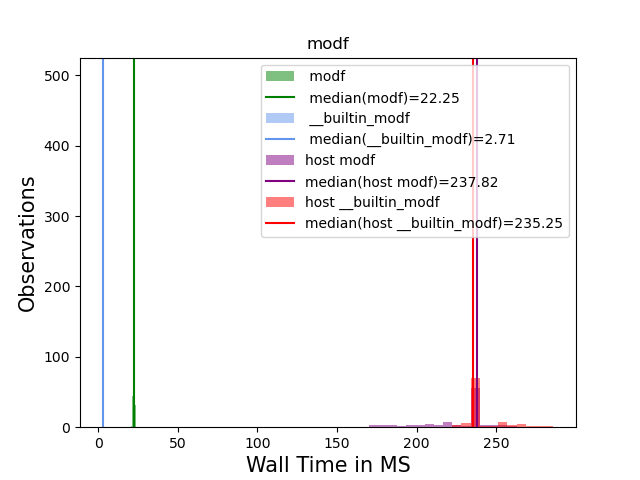 modf
500
400
300
200
100
0
Observations
modf
median(modf)=22.25
__builtin_modf
median(__builtin_modf)=2.71
host modf
median(host modf)=237.82
host __builtin_modf
median(host __builtin_modf)=235.25
0 50 100 150 200 250
Wall Time in MS